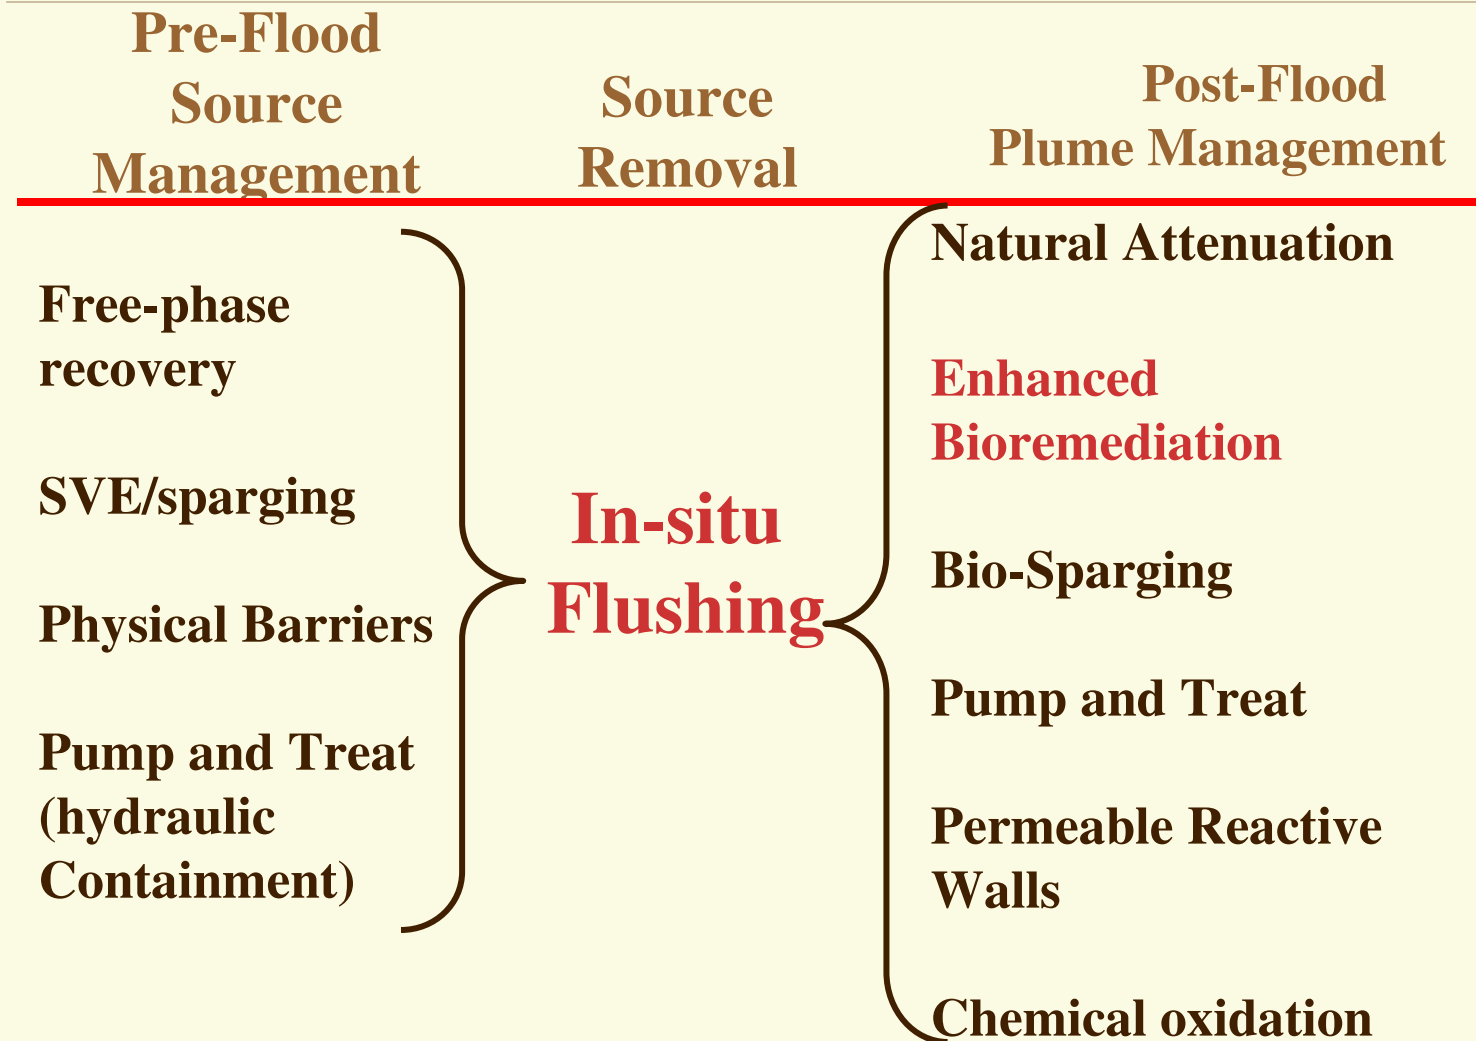 Pre-Flood
Source
Management
Source
Removal
Post-Flood
Plume Management
Free-phase
recovery
SVE/sparging
Physical Barriers
Pump and Treat
(hydraulic
Containment)
In-situ
Flushing
Natural Attenuation
Enhanced
Bioremediation
Bio-Sparging
Pump and Treat
Permeable Reactive
Walls
Chemical oxidation